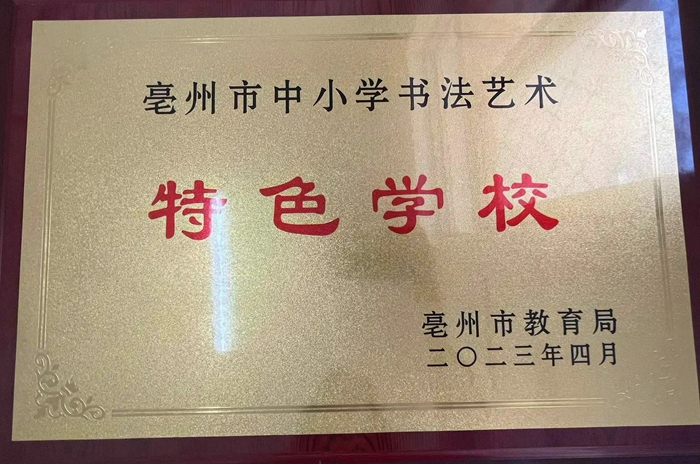 亳州市中小学书法艺术
特色学校
亳州市教育局
二〇二三年四月